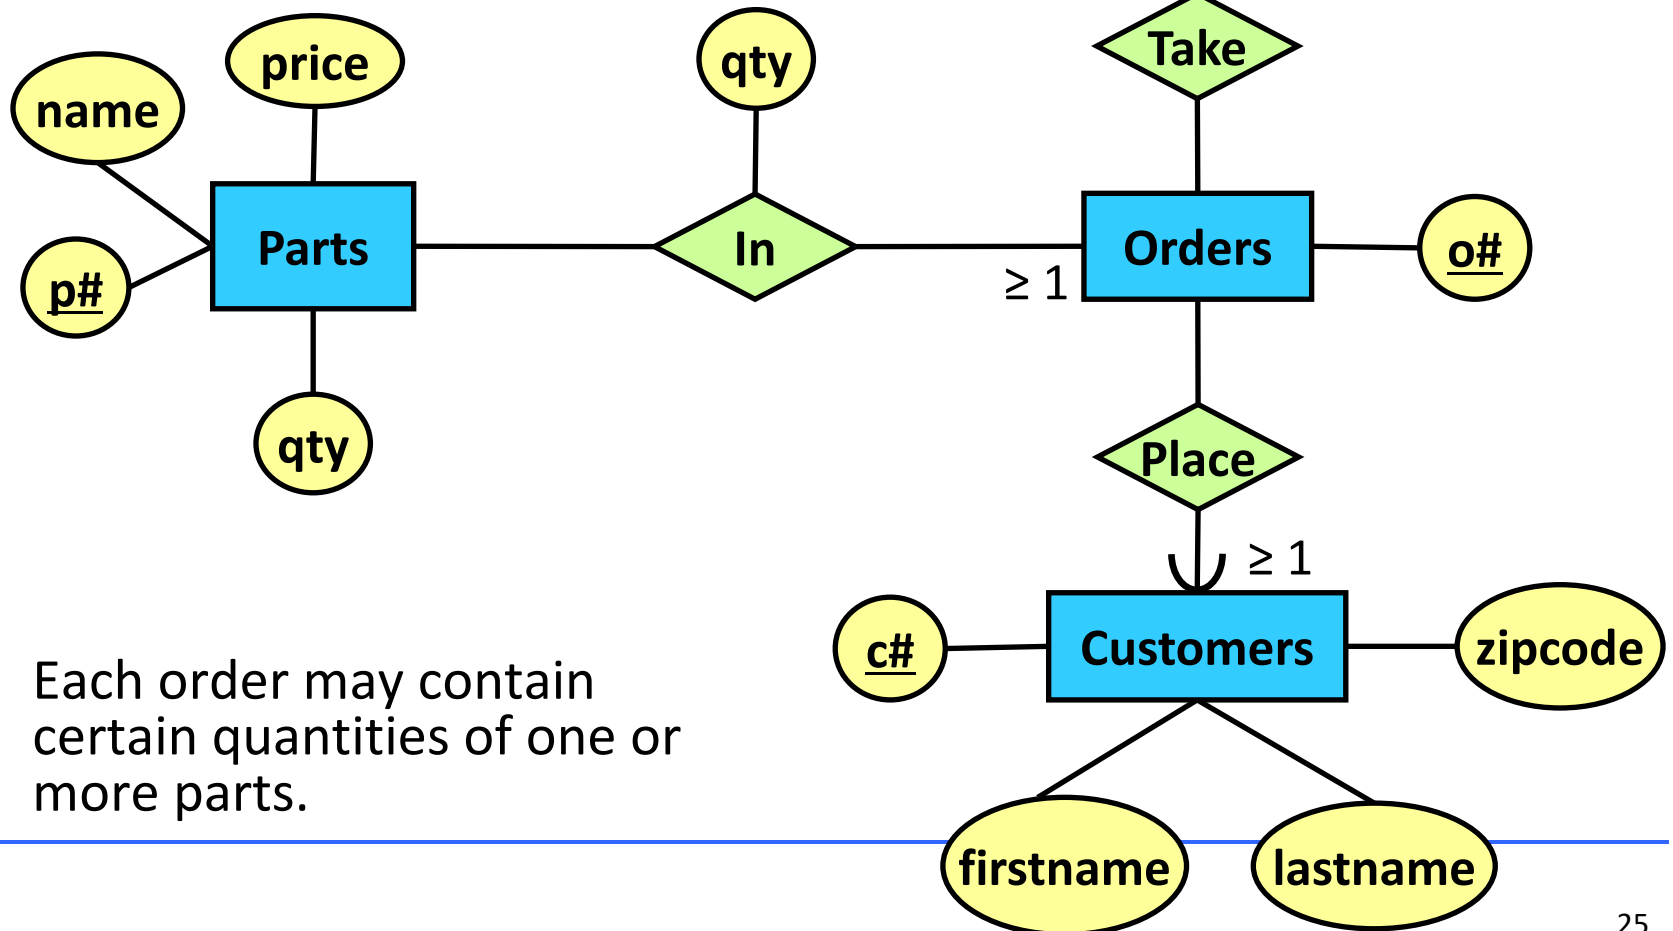 price
qty
Take
name
Parts
In
Orders
o#
≥ 1
p#
qty
Place
≥ 1
c#
Customers
zipcode
Each order may contain
certain quantities of one or
more parts.
firstname
lastname
25